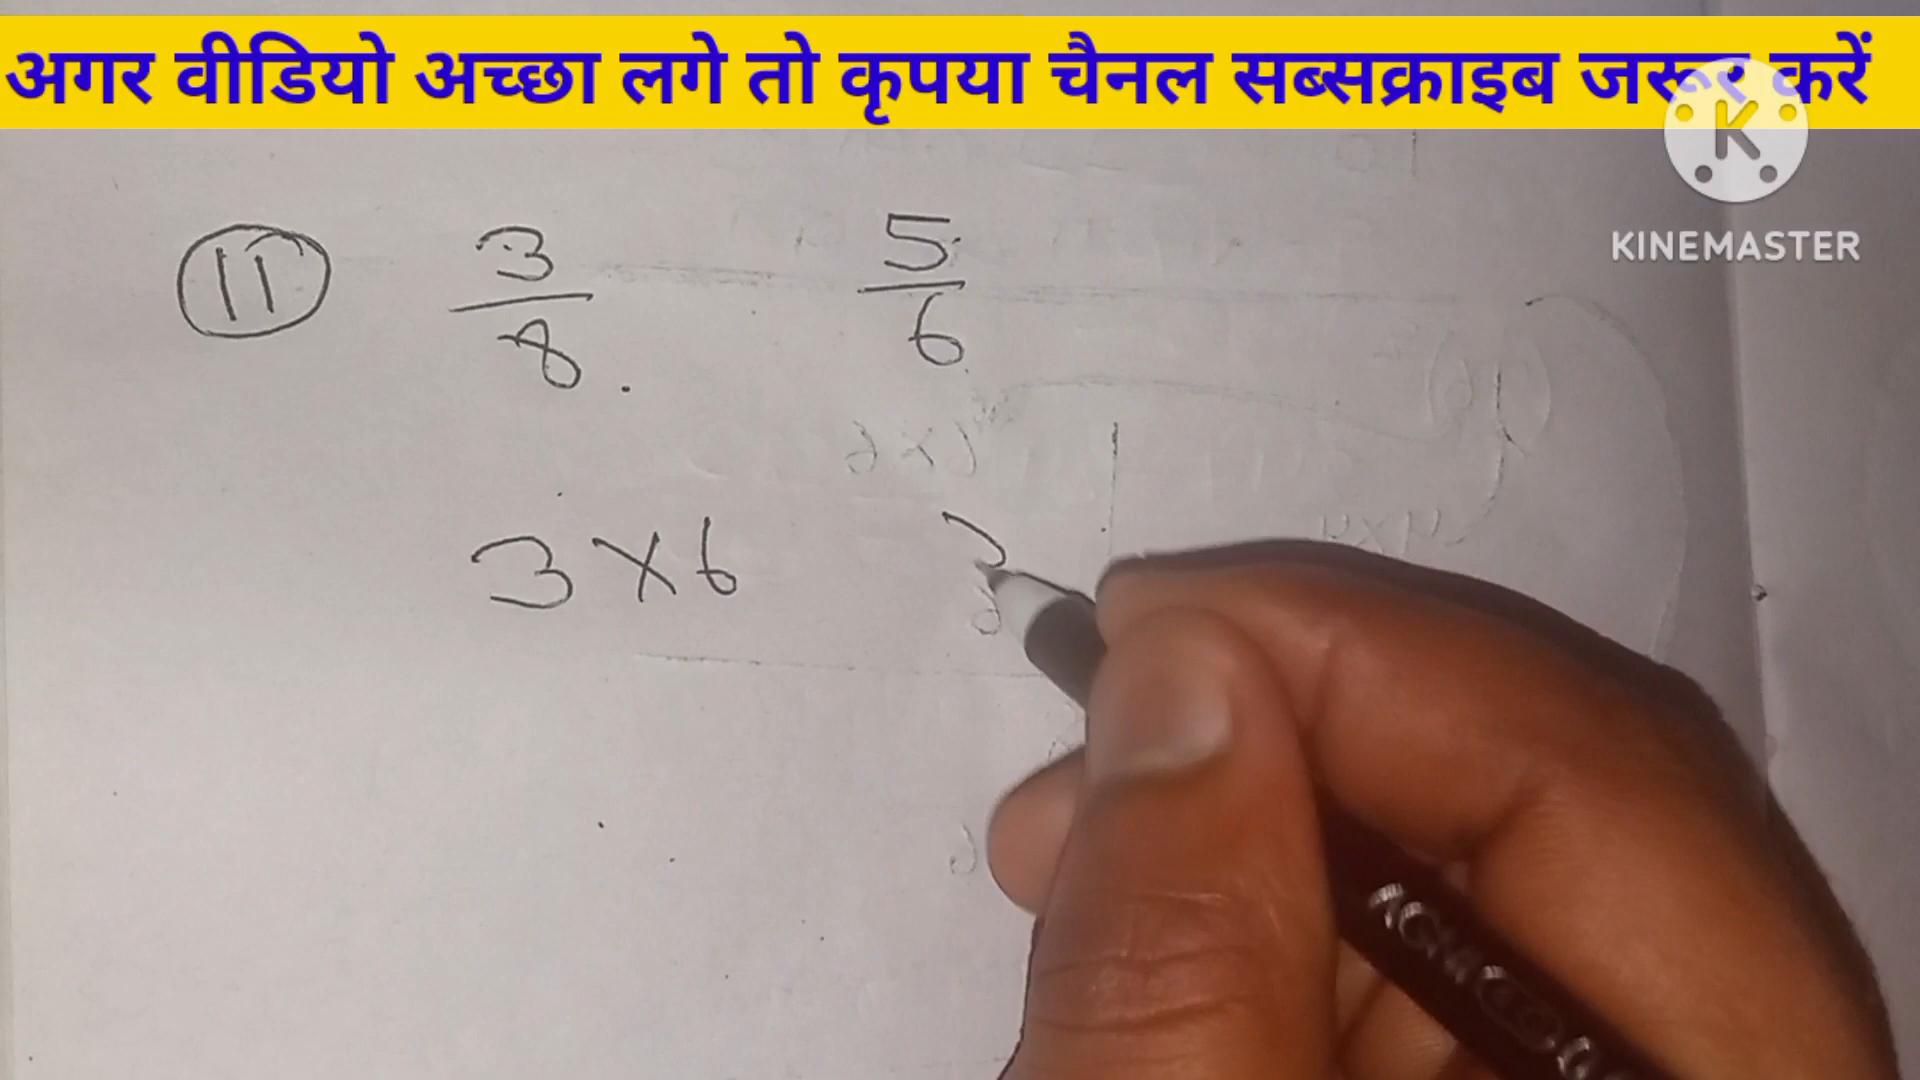 अगर वीडियो अच्छा लगे तो कृपया चैनल सब्सक्राइब जरूर करें
K
KINEMASTER
11 3/8 5/6
3 × 6